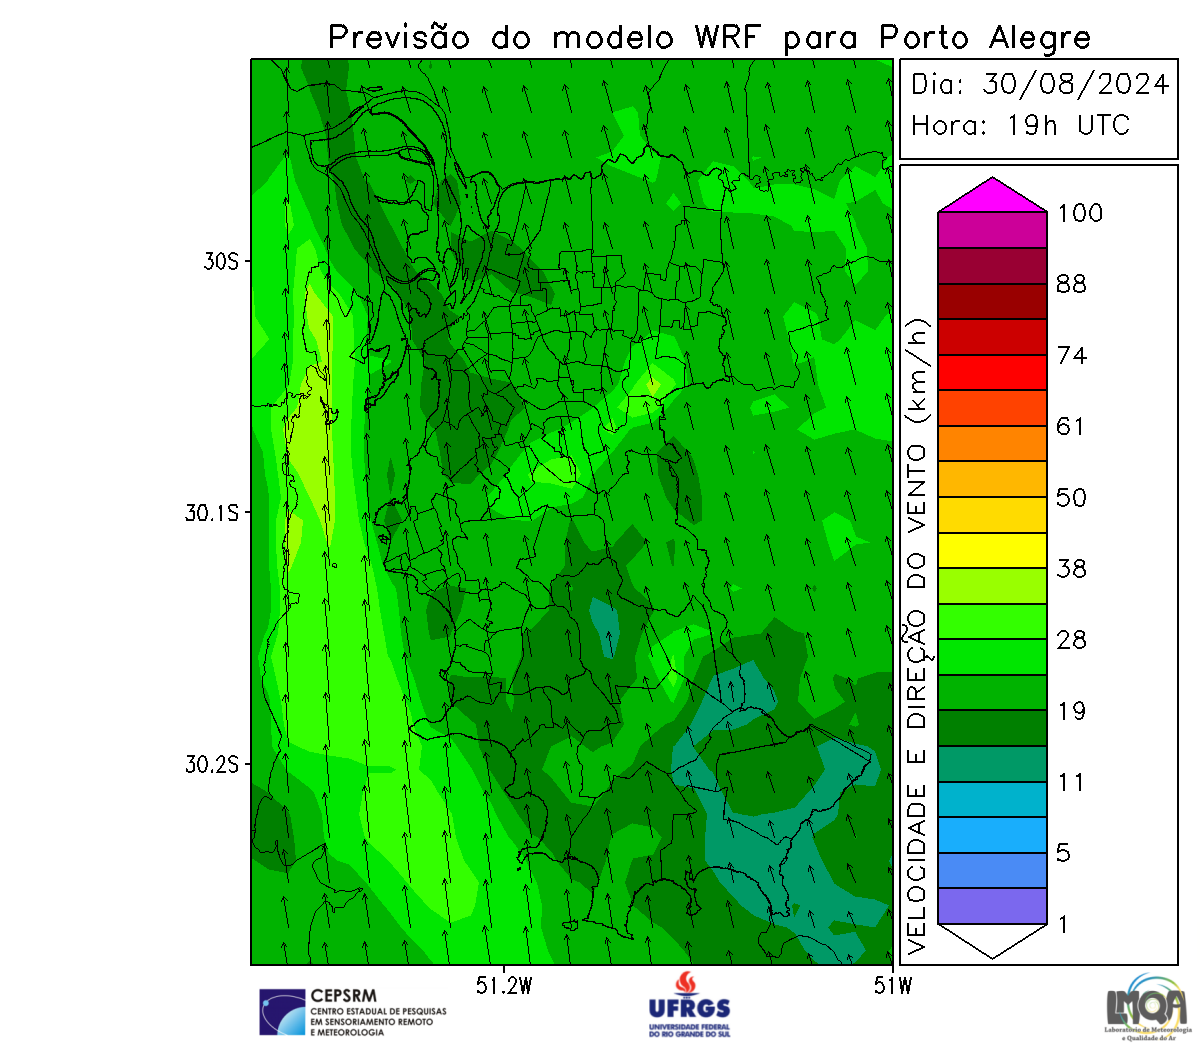 Previsão do modelo WRF para Porto Alegre
Dia: 30/08/2024
Hora: 19h UTC
30S
30.1S
30.2S
51.2W
51W
VELOCIDADE E DIREÇÃO DO VENTO (km/h)
100
88
74
61
50
38
28
19
11
5
1
CEPSRM
CENTRO ESTADUAL DE PESQUISAS
EM SENSORIAMENTO REMOTO
E METEOROLOGIA
UFRGS
UNIVERSIDADE FEDERAL
DO RIO GRANDE DO SUL
LMQA
Laboratório de Meteorologia
e Qualidade do Ar